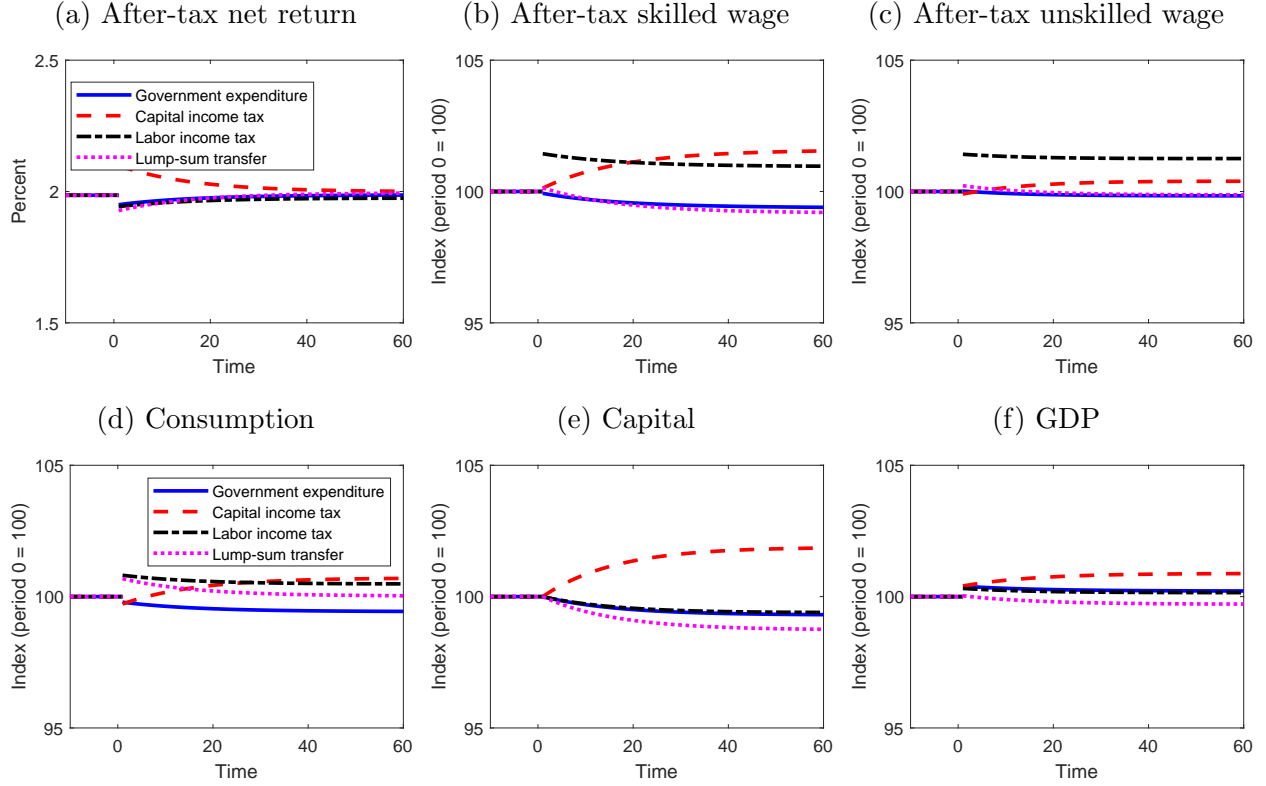 (a) After-tax net return
2.5
2
1.5
Percent
0 20 40 60
Time
Government expenditure
Capital income tax
Labor income tax
Lump-sum transfer
(b) After-tax skilled wage
105
100
95
Index (period 0 = 100)
0 20 40 60
Time
(c) After-tax unskilled wage
105
100
95
Index (period 0 = 100)
0 20 40 60
Time
(d) Consumption
105
100
95
Index (period 0 = 100)
0 20 40 60
Time
Government expenditure
Capital income tax
Labor income tax
Lump-sum transfer
(e) Capital
105
100
95
Index (period 0 = 100)
0 20 40 60
Time
(f) GDP
105
100
95
Index (period 0 = 100)
0 20 40 60
Time